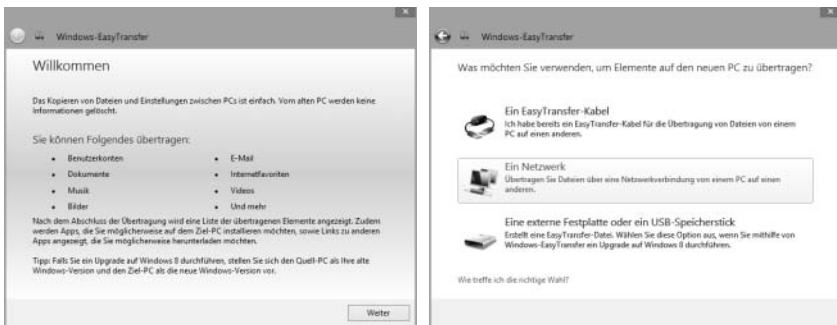 Windows-EasyTransfer
Willkommen
Das Kopieren von Dateien und Einstellungen zwischen PCs ist einfach. Vom alten PC werden keine
Informationen gelöscht.
Sie können Folgendes übertragen:
• Benutzerkonten
• Dokumente
• Musik
• Bilder
• E-Mail
• Internetfavoriten
• Videos
• Und mehr
Nach dem Abschluss der Übertragung wird eine Liste der übertragenen Elemente angezeigt. Zudem
werden Apps, die Sie möglicherweise auf dem Ziel-PC installieren möchten, sowie Links zu anderen
Apps angezeigt, die Sie möglicherweise herunterladen möchten.
Tipp: Falls Sie ein Upgrade auf Windows 8 durchführen, stellen Sie sich den Quell-PC als Ihre alte
Windows-Version und den Ziel-PC als die neue Windows-Version vor.
Weiter
Windows-EasyTransfer
Was möchten Sie verwenden, um Elemente auf den neuen PC zu übertragen?
Ein EasyTransfer-Kabel
Ich habe bereits ein EasyTransfer-Kabel für die Übertragung von Dateien von einem
PC auf einen anderen.
Ein Netzwerk
Übertragen Sie Dateien über eine Netzwerkverbindung von einem PC auf einen
anderen.
Eine externe Festplatte oder ein USB-Speicherstick
Erstellt eine EasyTransfer-Datei. Wählen Sie diese Option aus, wenn Sie mithilfe von
Windows-EasyTransfer ein Upgrade auf Windows 8 durchführen.
Wie treffe ich die richtige Wahl?